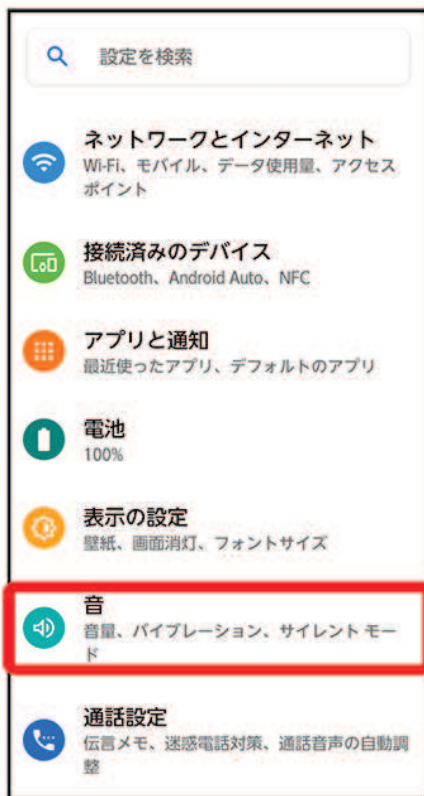 設定を検索
ネットワークとインターネット
Wi-Fi、モバイル、データ使用量、アクセス
ポイント
接続済みのデバイス
Bluetooth、Android Auto、NFC
アプリと通知
最近使ったアプリ、デフォルトのアプリ
電池
100%
表示の設定
壁紙、画面消灯、フォントサイズ
音
音量、バイブレーション、サイレント モー
ド
通話設定
伝言メモ、迷惑電話対策、通話音声の自動調
整